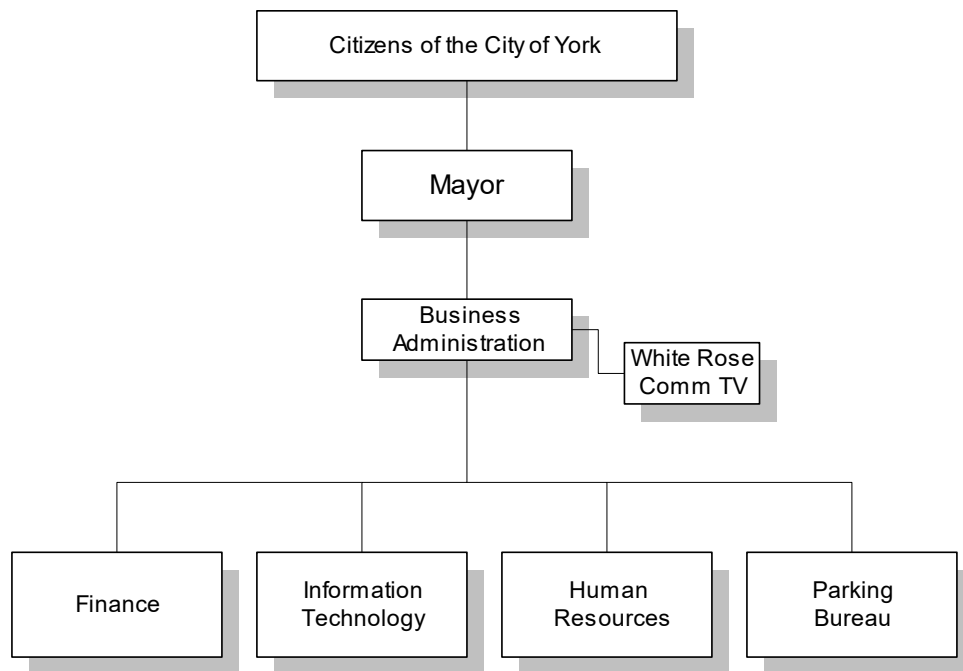 Citizens of the City of York
Mayor
Business
Administration
White Rose
Comm TV
Finance
Information
Technology
Human
Resources
Parking
Bureau